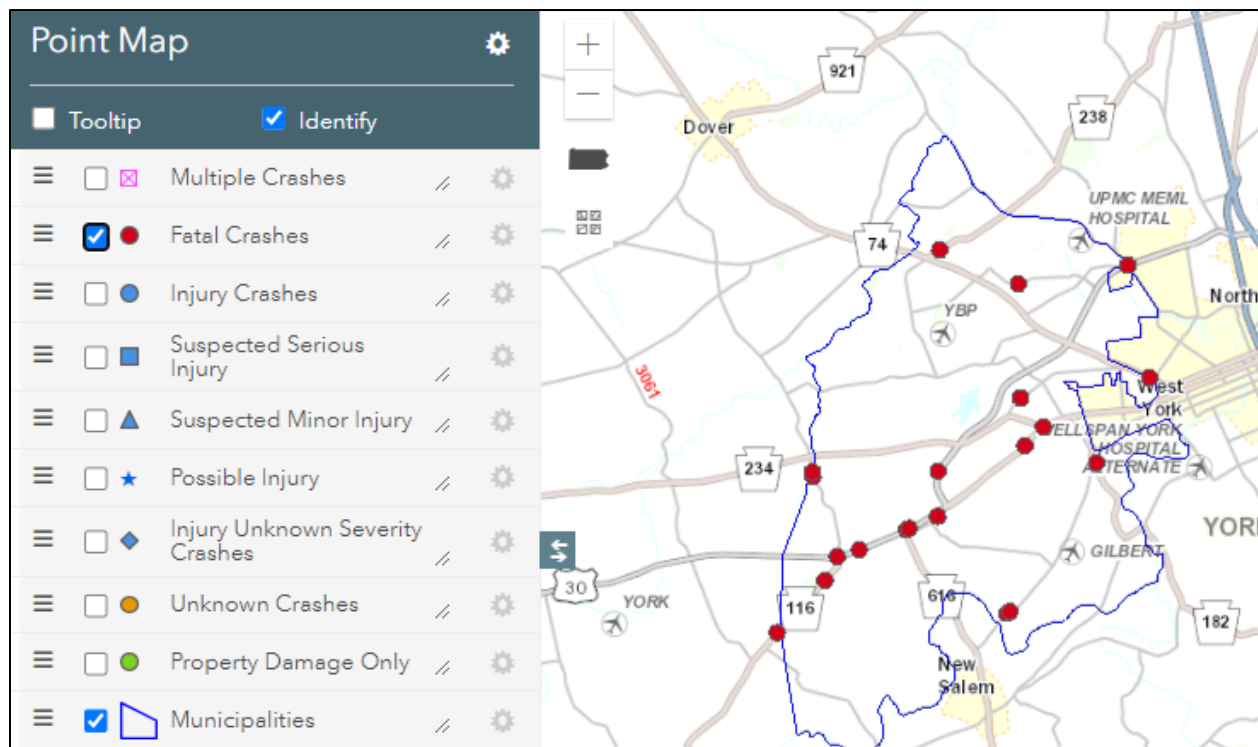 Point Map
Tooltip
Identify
Multiple Crashes
Fatal Crashes
Injury Crashes
Suspected Serious
Injury
Suspected Minor Injury
Possible Injury
Injury Unknown Severity
Crashes
Unknown Crashes
Property Damage Only
Municipalities
921
Dover
238
UPMC MEML
HOSPITAL
74
North
YBP
3061
West
York
WELLSPAN YORK
HOSPITAL
ALTERNATE
234
YORK
GILBERT
30
YORK
116
616
182
New
Salem